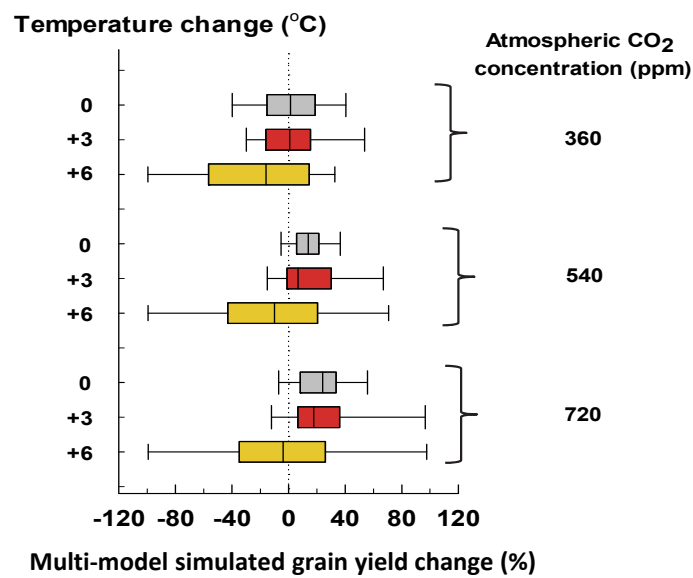 Temperature change (°C)
Atmospheric CO2
concentration (ppm)
0
+3
+6
360
0
+3
+6
540
0
+3
+6
720
-120 -80 -40 0 40 80 120
Multi-model simulated grain yield change (%)